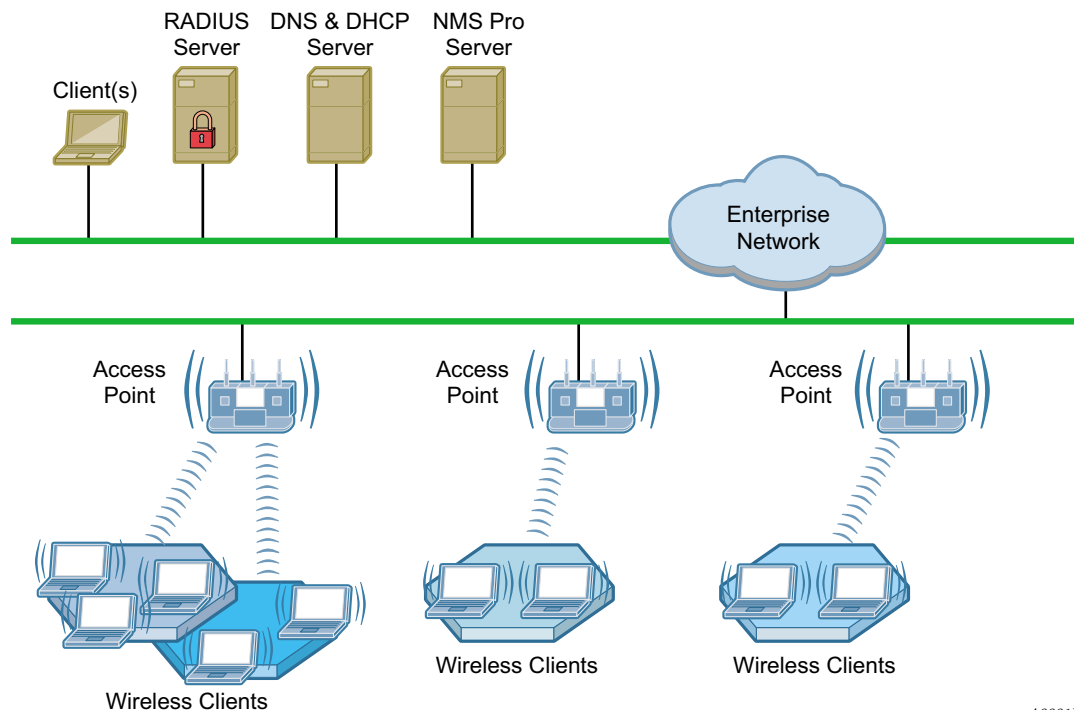 RADIUS
Server
DNS & DHCP
Server
NMS Pro
Server
Client(s)
Enterprise
Network
Access
Point
Access
Point
Access
Point
Wireless Clients
Wireless Clients
Wireless Clients